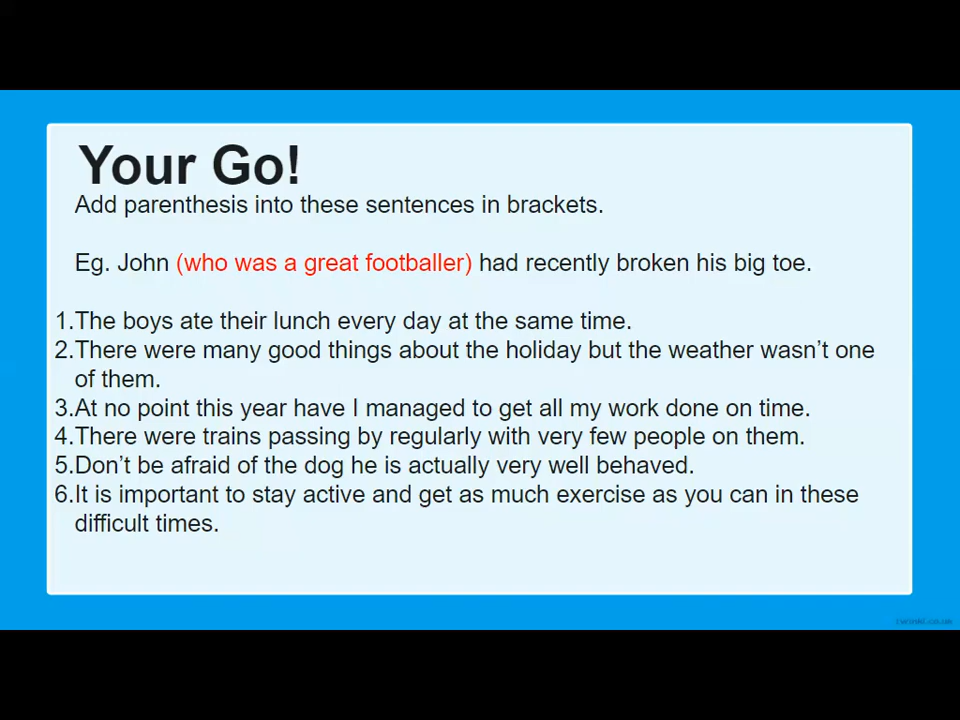 Your Go!
Add parenthesis into these sentences in brackets.
Eg. John (who was a great footballer) had recently broken his big toe.
1.The boys ate their lunch every day at the same time.
2.There were many good things about the holiday but the weather wasn’t one
of them.
3.At no point this year have I managed to get all my work done on time.
4.There were trains passing by regularly with very few people on them.
5.Don’t be afraid of the dog he is actually very well behaved.
6.It is important to stay active and get as much exercise as you can in these
difficult times.